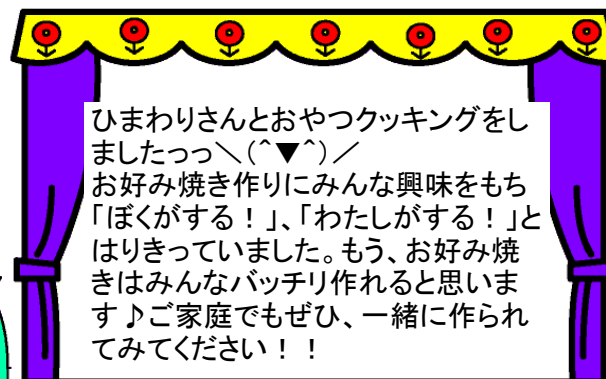 ひまわりさんとおやつクッキングをし
ましたっっ＼(^▼^)／
お好み焼き作りにみんな興味をもち
「ぼくがする！」、「わたしがする！」と
はりきっていました。もう、お好み焼
きはみんなバッチリ作れると思いま
す♪ご家庭でもぜひ、一緒に作られ
てみてください！！